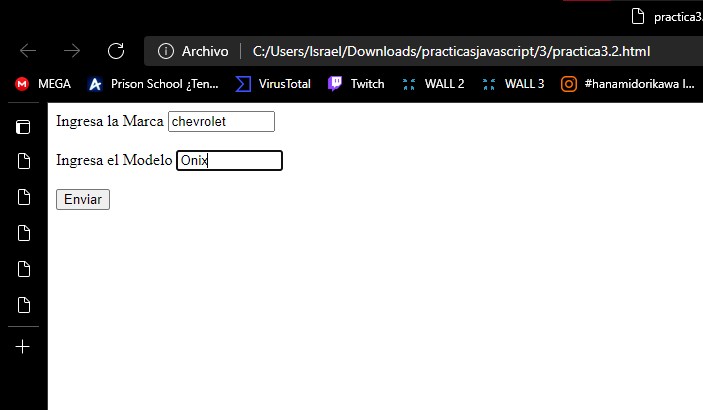 practica3.
Archivo C:/Users/Israel/Downloads/practicasjavascript/3/practica3.2.html
MEGA Prison School ¿Ten... VirusTotal Twitch WALL 2 WALL 3 #hanamidorikawa I...
Ingresa la Marca chevrolet
Ingresa el Modelo Onix
Enviar